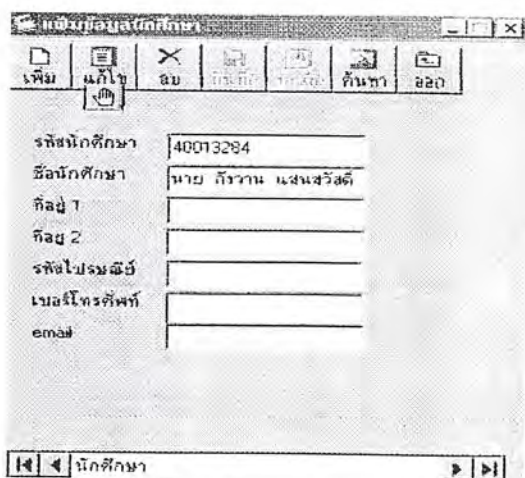 แฟ้มข้อมูลนักศึกษา
เพิ่ม แก้ไข ลบ บันทึก ยกเลิก ค้นหา ออก
รหัสนักศึกษา 40013284
ชื่อนักศึกษา นาย กังวาน แสนสวัสดิ์
ที่อยู่ 1
ที่อยู่ 2
รหัสไปรษณีย์
เบอร์โทรศัพท์
email
นักศึกษา